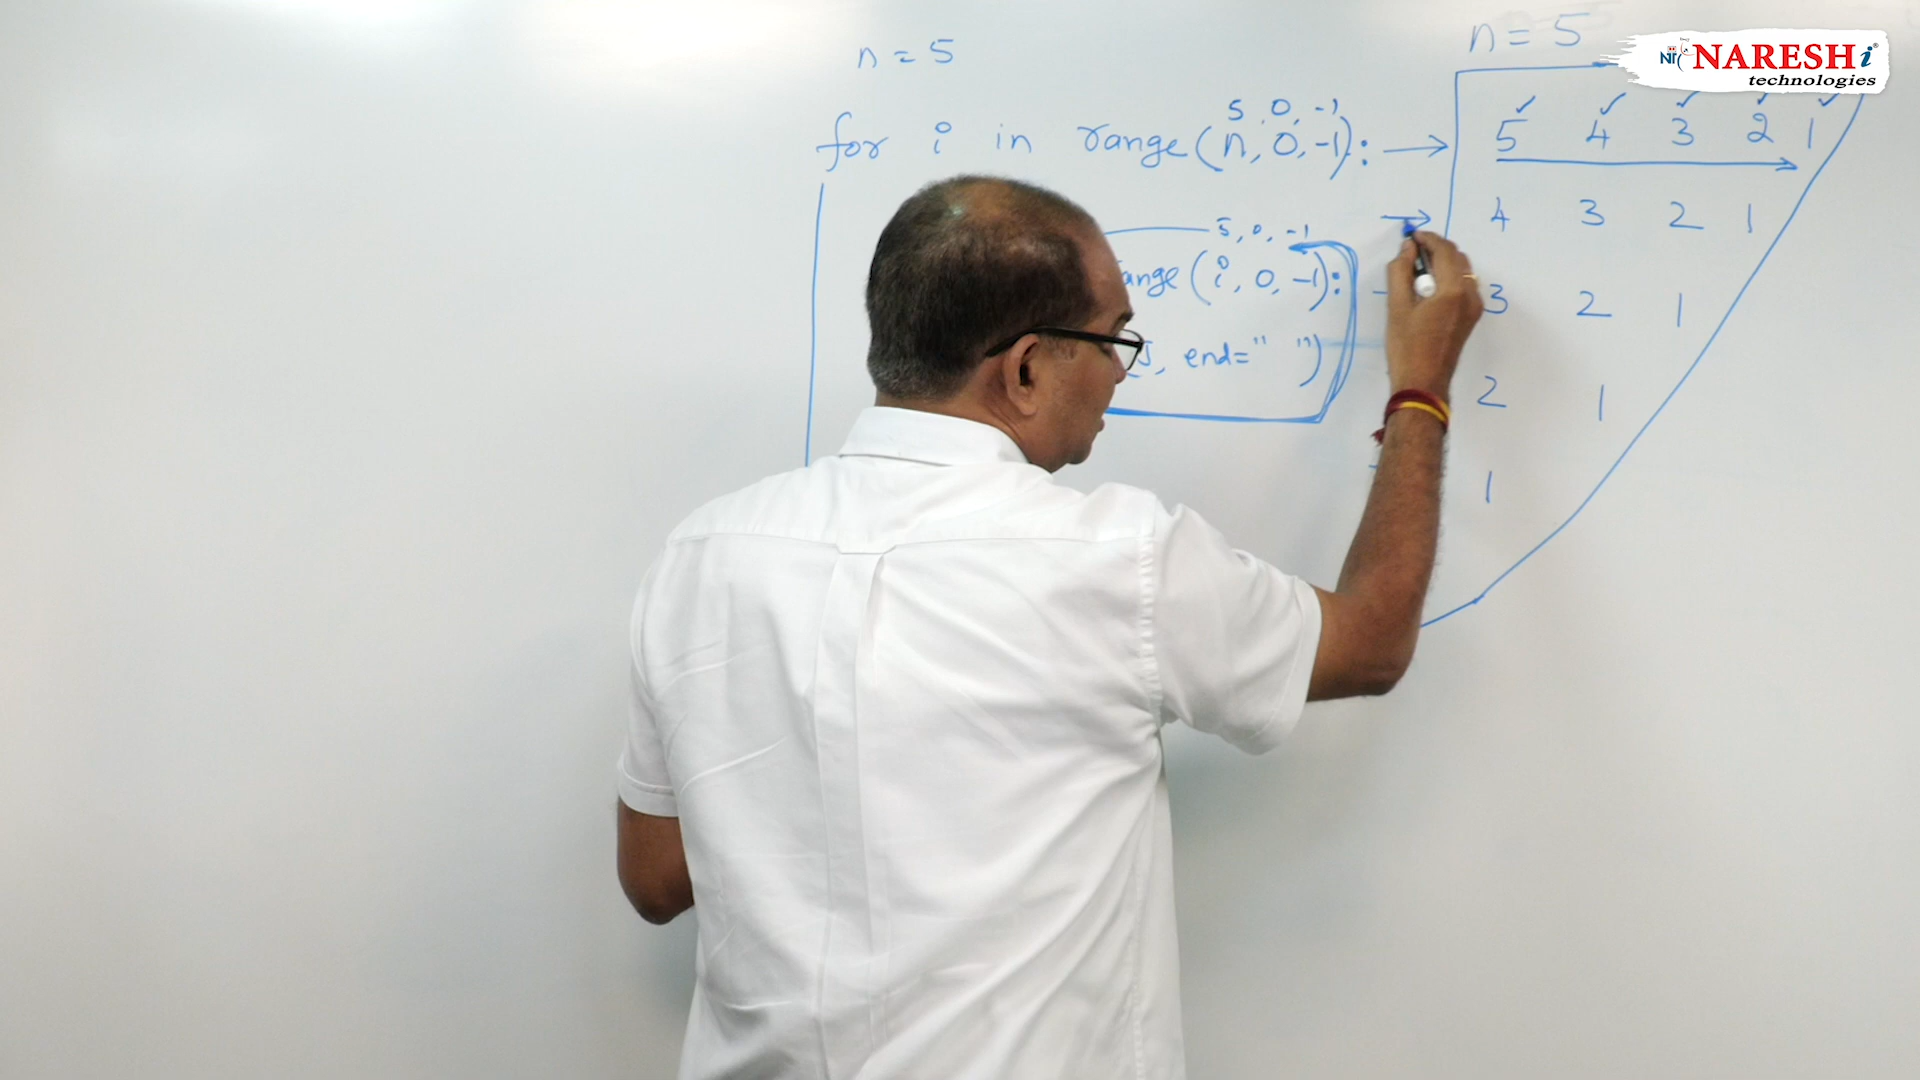 n = 5
for i in range(n, 0, -1):
5, 0, -1
5, 0, -1
ange(i, 0, -1):
J, end=" ")
n = 5
5 4 3 2 1
4 3 2 1
3 2 1
2 1
1
NARESHi
technologies